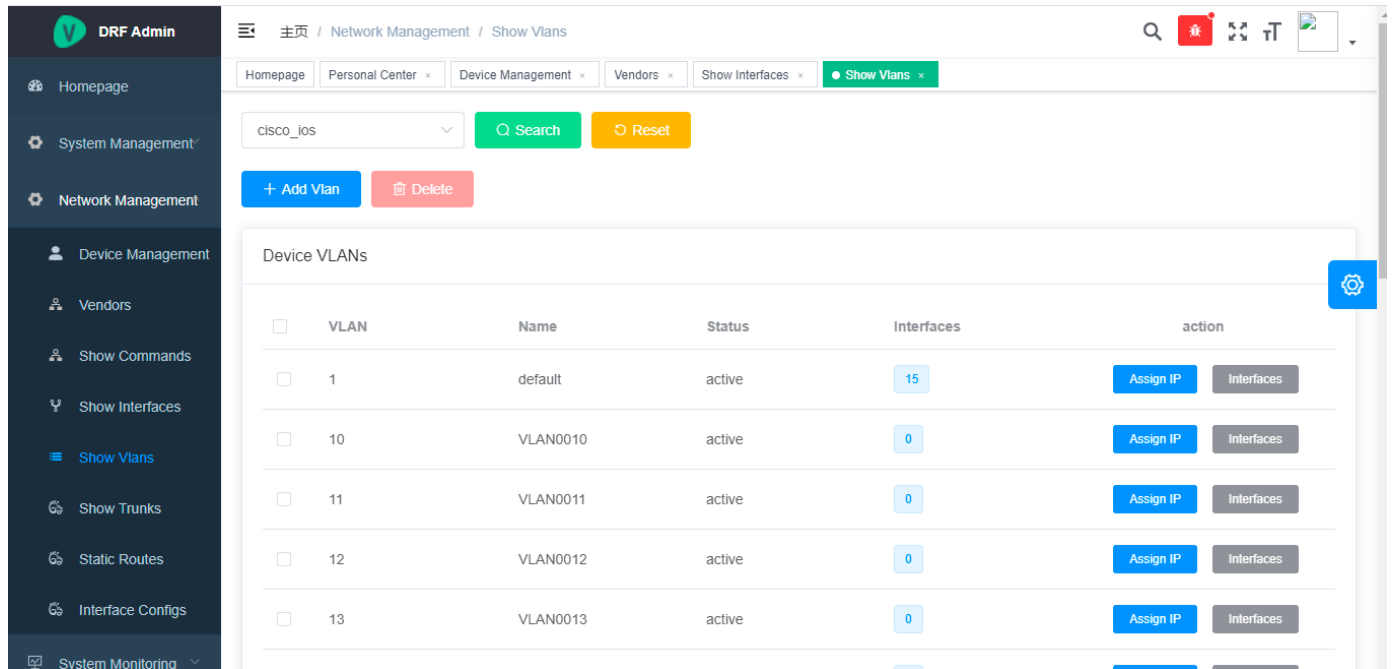 V DRF Admin
主页 / Network Management / Show Vlans
Homepage
Personal Center ×
Device Management ×
Vendors ×
Show Interfaces ×
Show Vlans ×
Homepage
System Management
Network Management
Device Management
Vendors
Show Commands
Show Interfaces
Show Vlans
Show Trunks
Static Routes
Interface Configs
System Monitoring
cisco_ios
Search
Reset
+ Add Vlan
Delete
Device VLANs
VLAN Name Status Interfaces action
1 default active 15 Assign IP Interfaces
10 VLAN0010 active 0 Assign IP Interfaces
11 VLAN0011 active 0 Assign IP Interfaces
12 VLAN0012 active 0 Assign IP Interfaces
13 VLAN0013 active 0 Assign IP Interfaces